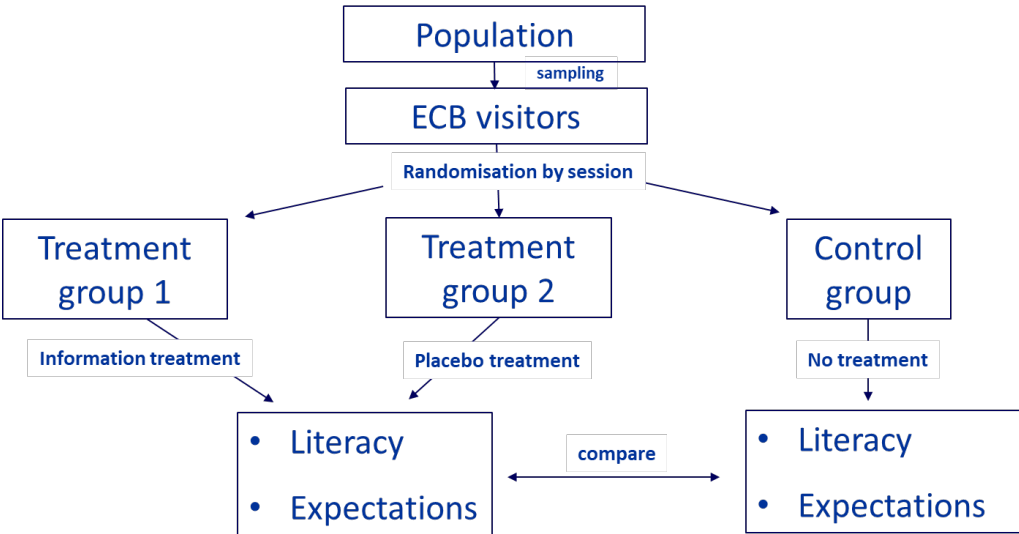 Population
sampling
ECB visitors
Randomisation by session
Treatment
group 1
Treatment
group 2
Control
group
Information treatment
Placebo treatment
No treatment
• Literacy
• Expectations
compare
• Literacy
• Expectations